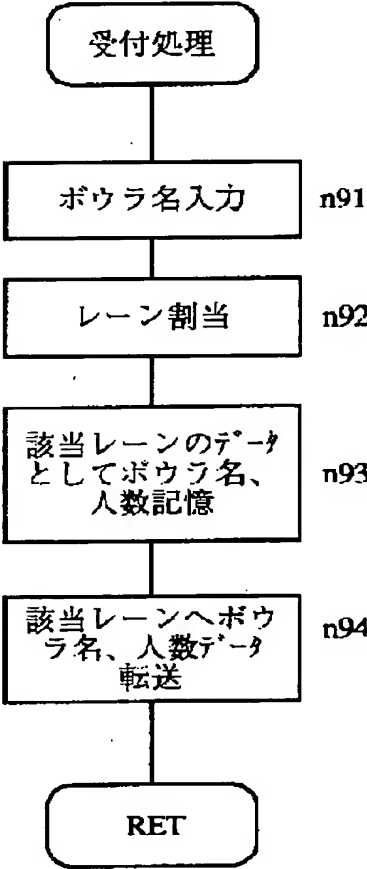 受付処理
ボウラ名入力 n91
レーン割当 n92
該当レーンのデータ
としてボウラ名、 n93
人数記憶
該当レーンへボウ
ラ名、人数データ n94
転送
RET